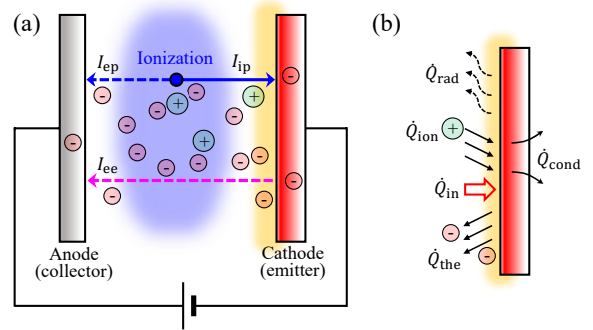 (a)
Ionization
I_ep
I_ip
I_ee
Anode
(collector)
Cathode
(emitter)
(b)
Q̇_rad
Q̇_ion
Q̇_cond
Q̇_in
Q̇_the